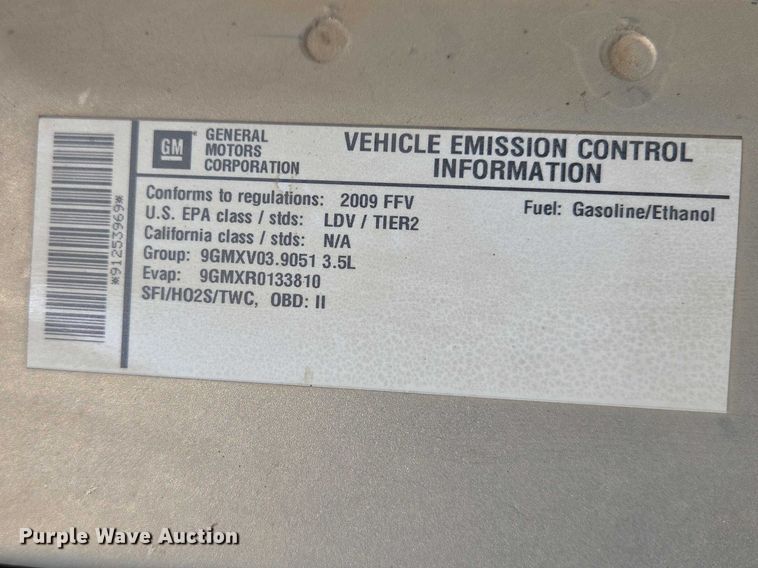 *91253969*
GM
GENERAL
MOTORS
CORPORATION
VEHICLE EMISSION CONTROL
INFORMATION
Conforms to regulations: 2009 FFV
Fuel: Gasoline/Ethanol
U.S. EPA class / stds: LDV / TIER2
California class / stds: N/A
Group: 9GMXV03.9051 3.5L
Evap: 9GMXR0133810
SFI/HO2S/TWC, OBD: II
Purple Wave Auction